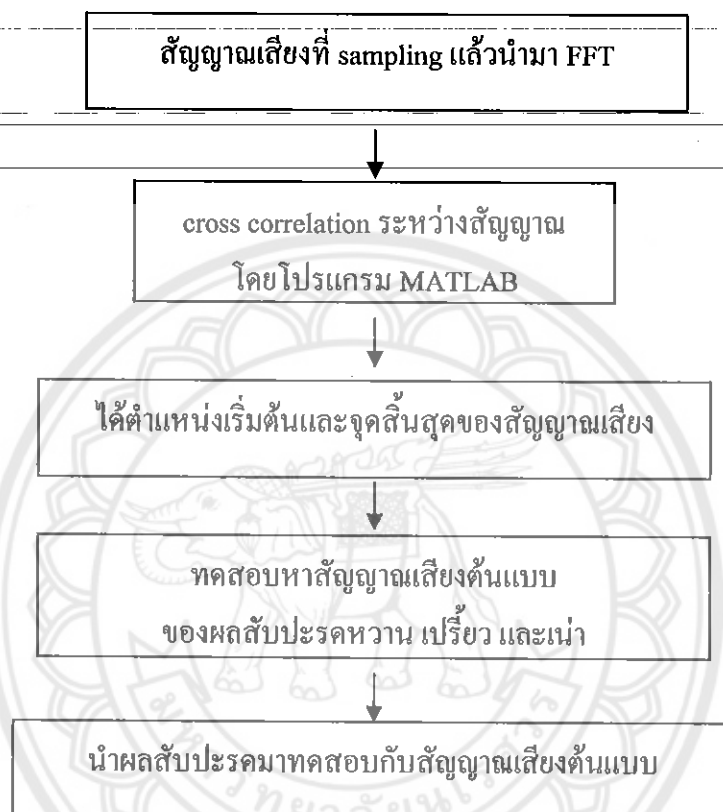 สัญญาณเสียงที่ sampling แล้วนำมา FFT
cross correlation ระหว่างสัญญาณ
โดยโปรแกรม MATLAB
ได้ตำแหน่งเริ่มต้นและจุดสิ้นสุดของสัญญาณเสียง
ทดสอบหาสัญญาณเสียงต้นแบบ
ของผลสับปะรดหวาน เปรี้ยว และเน่า
นำผลสับปะรดมาทดสอบกับสัญญาณเสียงต้นแบบ